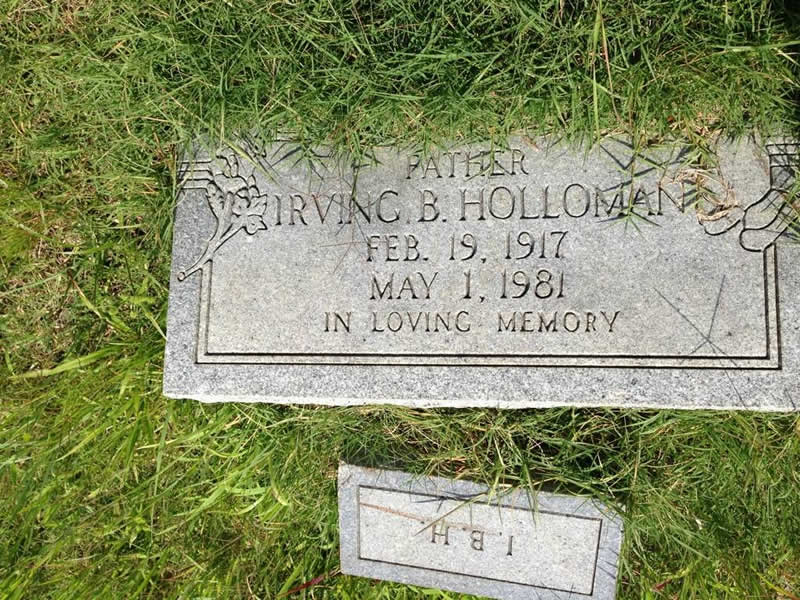 FATHER
IRVING. B. HOLLOMAN
FEB. 19, 1917
MAY 1, 1981
IN LOVING MEMORY
I. B. H